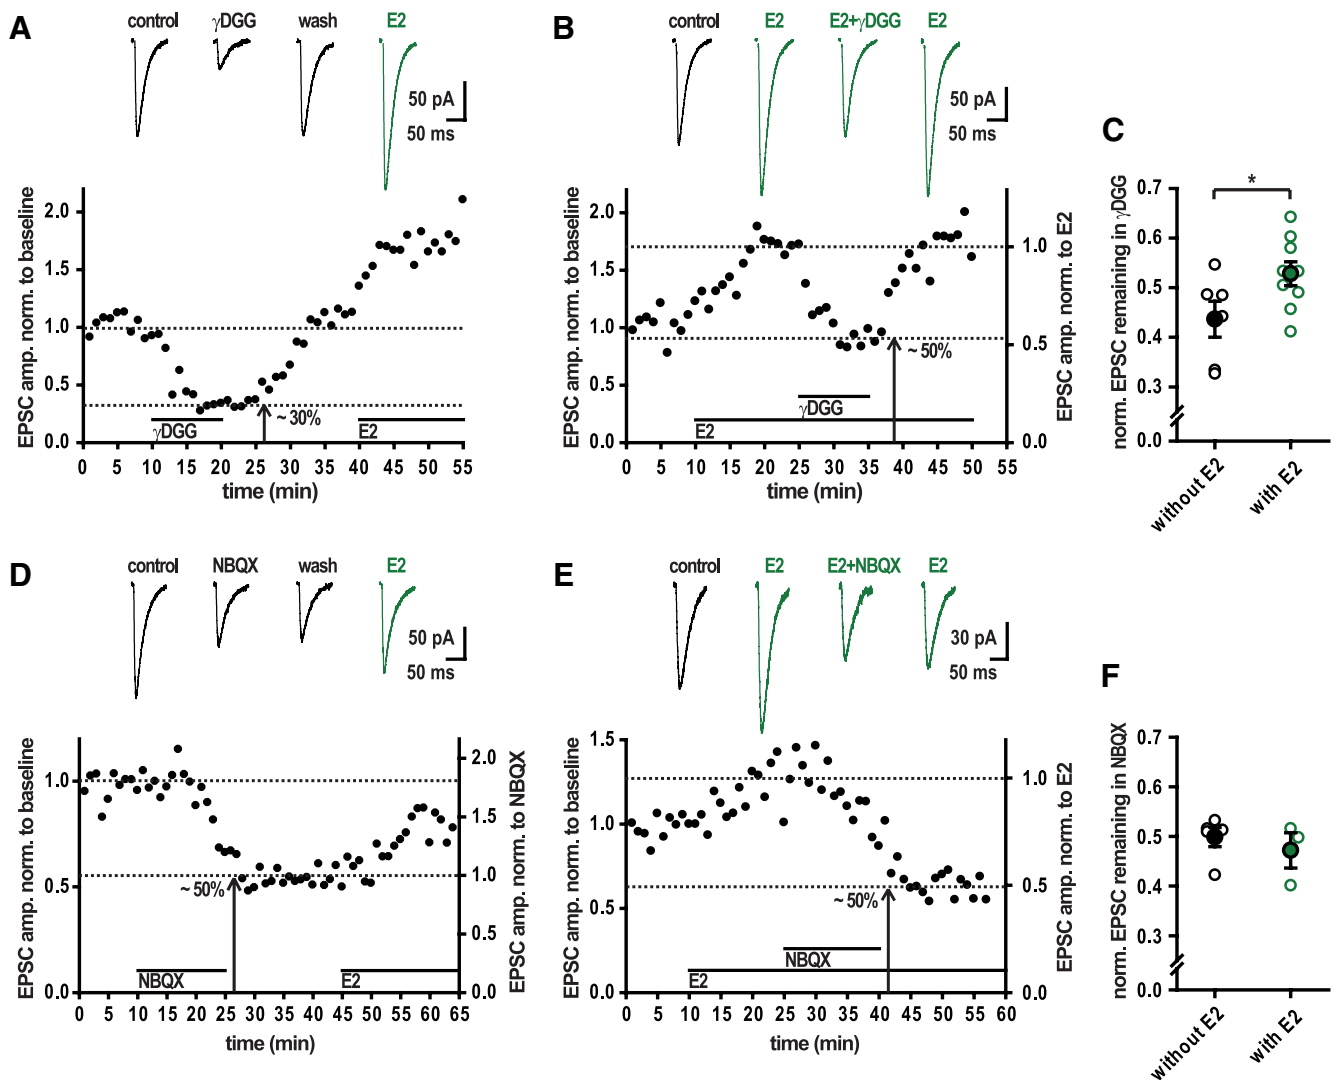 A
control γDGG wash E2
50 pA
50 ms
EPSC amp. norm. to baseline
2.0
1.5
1.0
0.5
0.0
~ 30%
γDGG
E2
0 5 10 15 20 25 30 35 40 45 50 55
time (min)
B
control E2 E2+γDGG E2
50 pA
50 ms
EPSC amp. norm. to baseline
2.0
1.5
1.0
0.5
0.0
~ 50%
γDGG
E2
0 5 10 15 20 25 30 35 40 45 50 55
time (min)
1.0
0.5
0.0
EPSC amp. norm. to E2
C
norm. EPSC remaining in γDGG
0.7
0.6
0.5
0.4
0.3
0.0
*
without E2
with E2
D
control NBQX wash E2
50 pA
50 ms
EPSC amp. norm. to baseline
1.0
0.5
0.0
~ 50%
NBQX
E2
0 5 10 15 20 25 30 35 40 45 50 55 60 65
time (min)
2.0
1.5
1.0
0.5
0.0
EPSC amp. norm. to NBQX
E
control E2 E2+NBQX E2
30 pA
50 ms
EPSC amp. norm. to baseline
1.5
1.0
0.5
0.0
~ 50%
NBQX
E2
0 5 10 15 20 25 30 35 40 45 50 55 60
time (min)
1.0
0.5
0.0
EPSC amp. norm. to E2
F
norm. EPSC remaining in NBQX
0.7
0.6
0.5
0.4
0.3
0.0
without E2
with E2